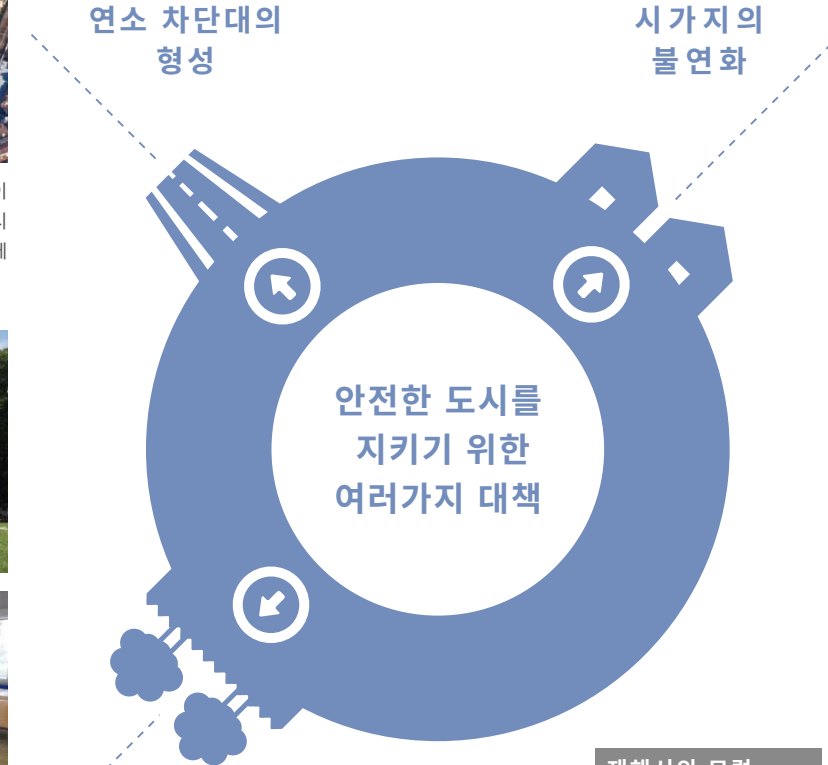 연소 차단대의
형성
시가지의
불연화
안전한 도시를
지키기 위한
여러가지 대책